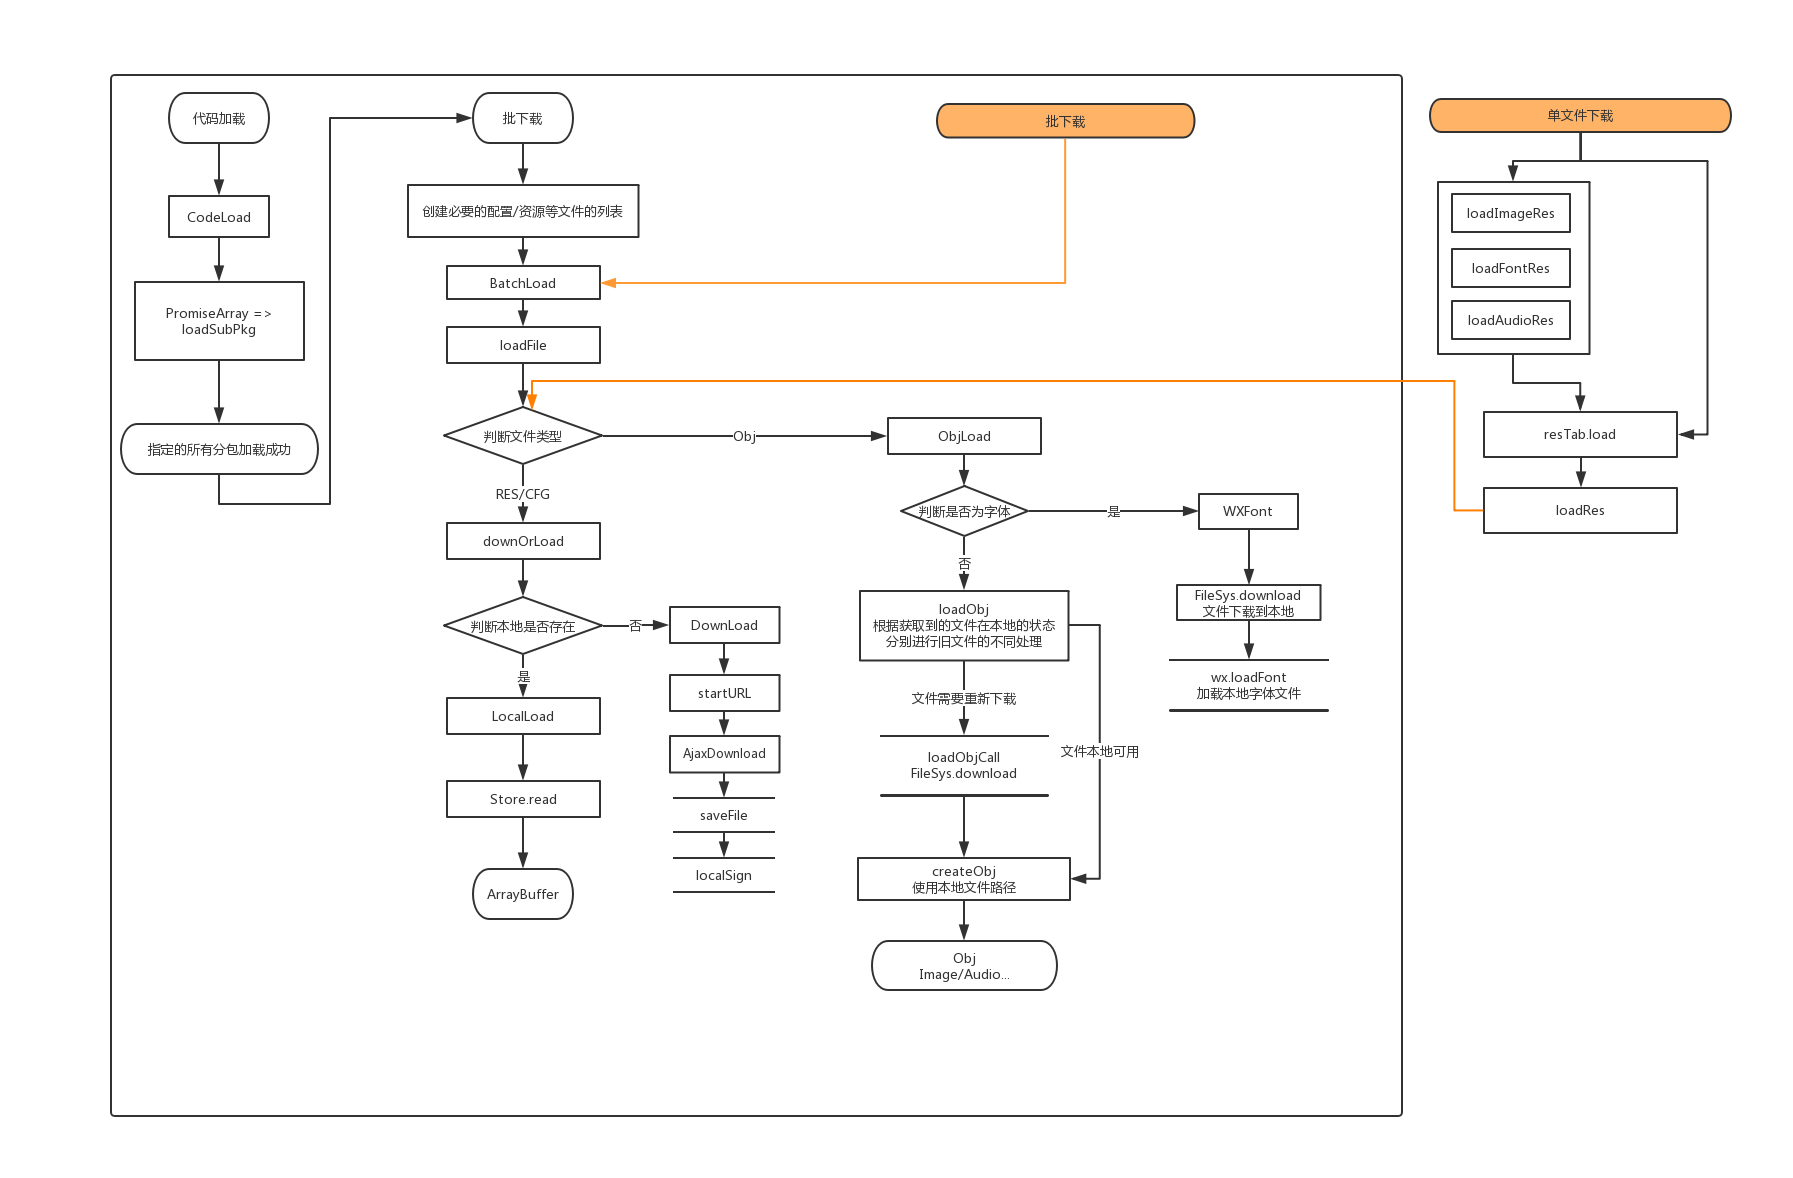 代码加载
CodeLoad
PromiseArray =>
loadSubPkg
指定的所有分包加载成功
批下载
创建必要的配置/资源等文件的列表
BatchLoad
loadFile
判断文件类型
RES/CFG
downOrLoad
判断本地是否存在
是
LocalLoad
Store.read
ArrayBuffer
否
DownLoad
startURL
AjaxDownload
saveFile
localSign
批下载
Obj
ObjLoad
判断是否为字体
否
loadObj
根据获取到的文件在本地的状态
分别进行旧文件的不同处理
文件需要重新下载
loadObjCall
FileSys.download
文件本地可用
createObj
使用本地文件路径
Obj
Image/Audio...
是
WXFont
FileSys.download
文件下载到本地
wx.loadFont
加载本地字体文件
单文件下载
loadImageRes
loadFontRes
loadAudioRes
resTab.load
loadRes